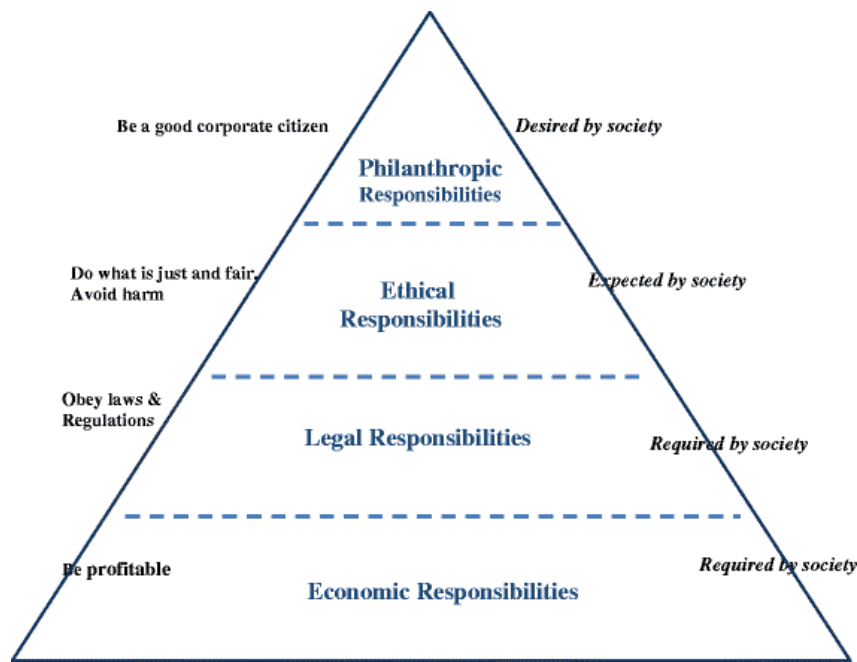 Be a good corporate citizen
Desired by society
Philanthropic
Responsibilities
Do what is just and fair.
Avoid harm
Expected by society
Ethical
Responsibilities
Obey laws &
Regulations
Legal Responsibilities
Required by society
Be profitable
Required by society
Economic Responsibilities